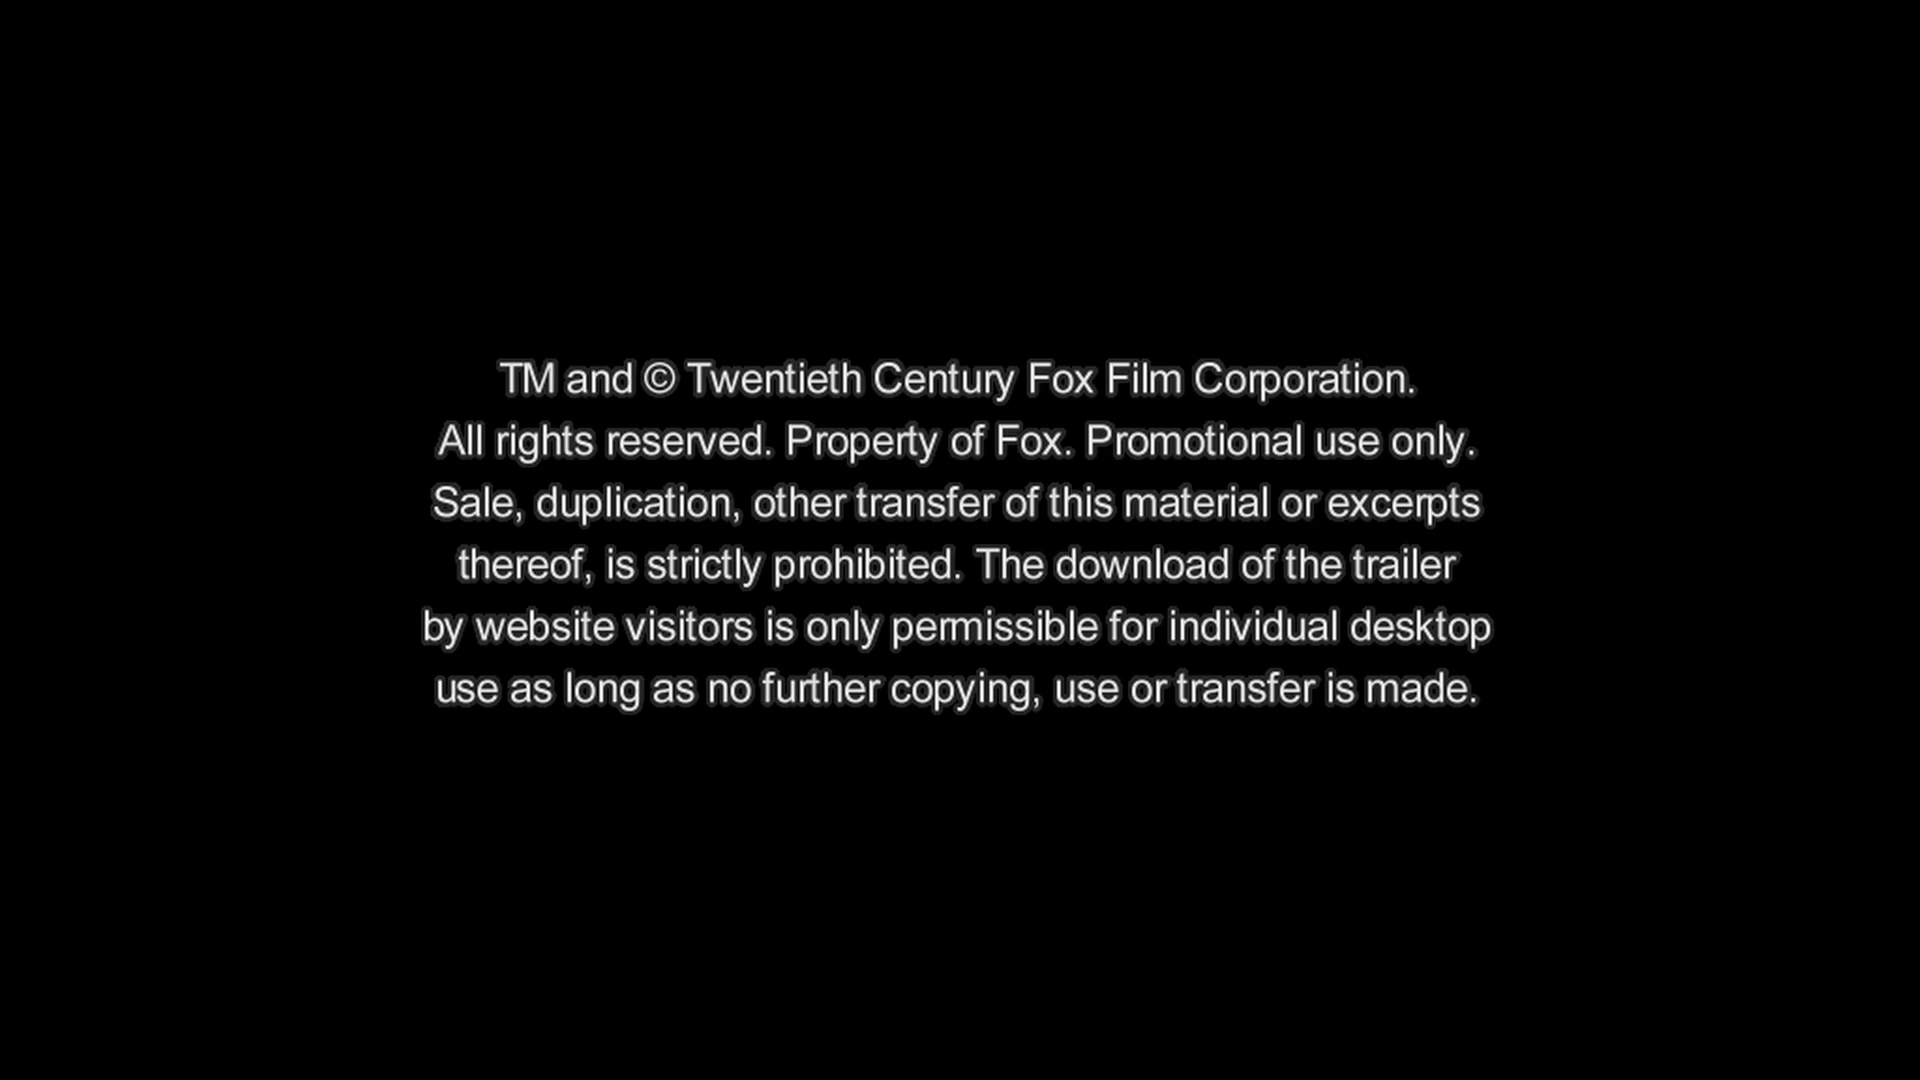 TM and © Twentieth Century Fox Film Corporation.
All rights reserved. Property of Fox. Promotional use only.
Sale, duplication, other transfer of this material or excerpts
thereof, is strictly prohibited. The download of the trailer
by website visitors is only permissible for individual desktop
use as long as no further copying, use or transfer is made.